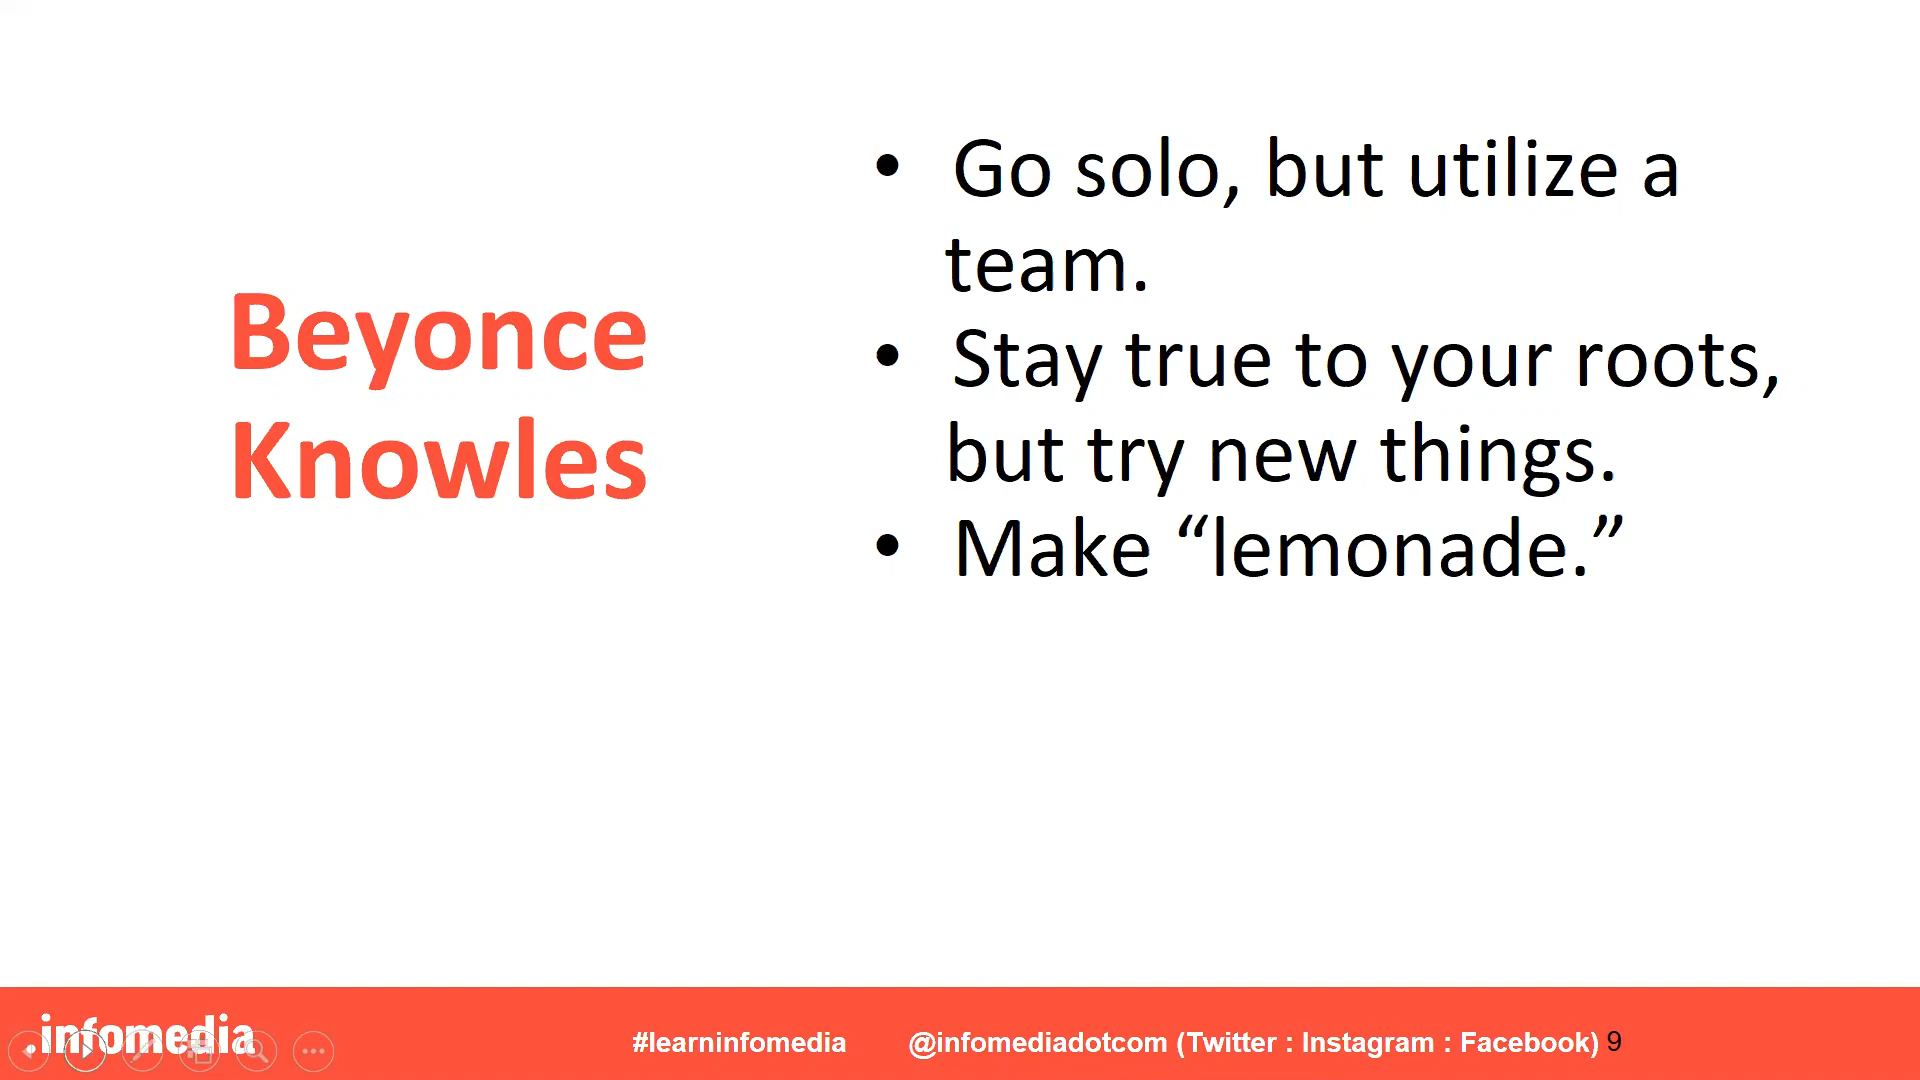 Beyonce
Knowles
• Go solo, but utilize a
team.
• Stay true to your roots,
but try new things.
• Make “lemonade.”
.infomedia
#learninfomedia @infomediadotcom (Twitter : Instagram : Facebook) 9